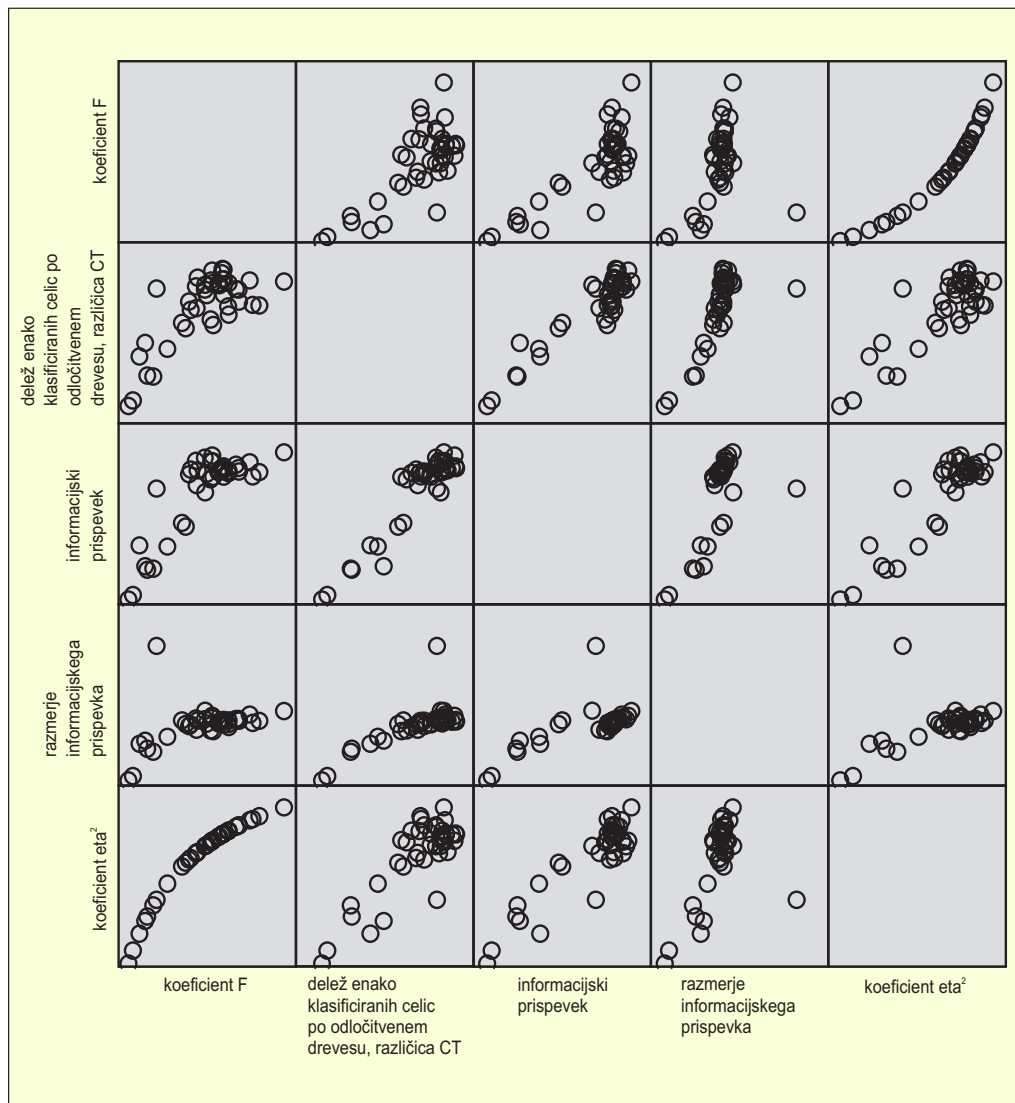 koeficient F
delež enako
klasificiranih celic po
odločitvenem
drevesu, različica CT
informacijski
prispevek
razmerje
informacijskega
prispevka
koeficient eta²
koeficient F
delež enako
klasificiranih celic
po odločitvenem
drevesu, različica CT
informacijski
prispevek
razmerje
informacijskega
prispevka
koeficient eta²